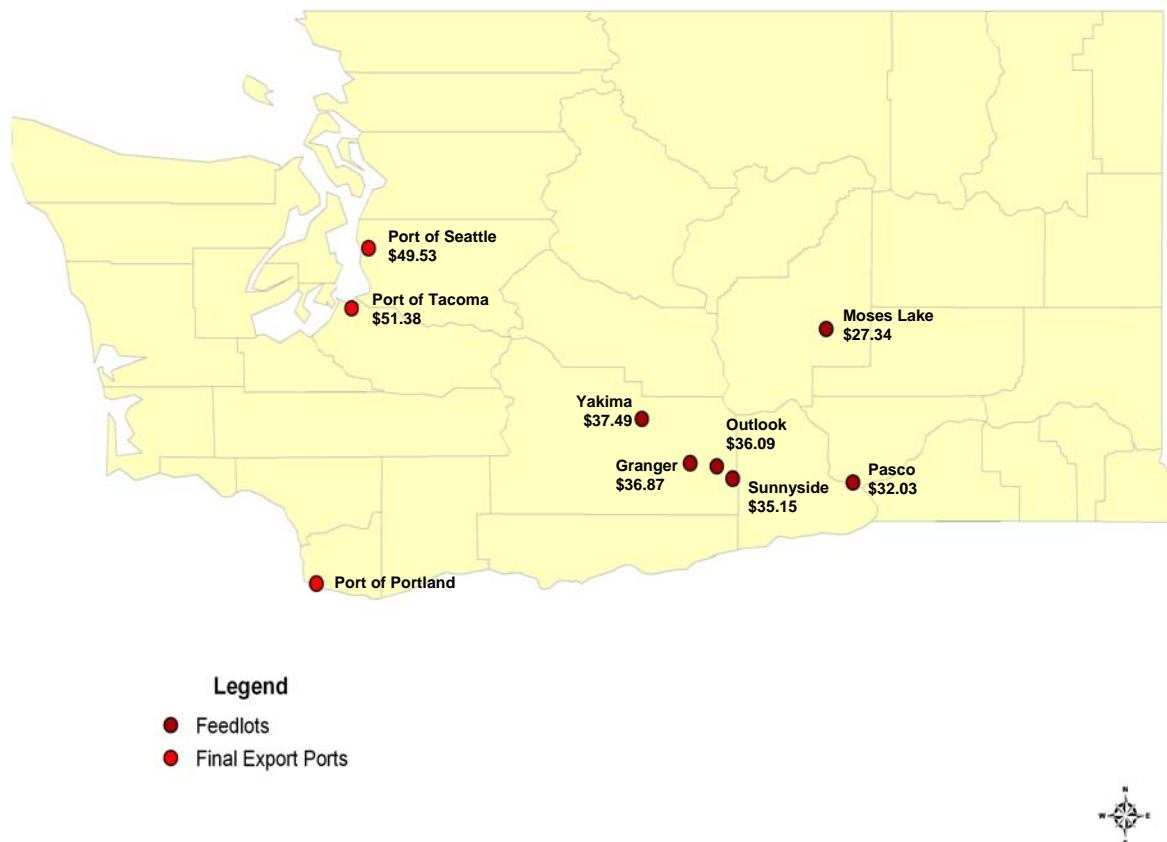 Port of Seattle
$49.53
Port of Tacoma
$51.38
Moses Lake
$27.34
Yakima
$37.49
Outlook
$36.09
Granger
$36.87
Sunnyside
$35.15
Pasco
$32.03
Port of Portland
Legend
Feedlots
Final Export Ports
N
W E